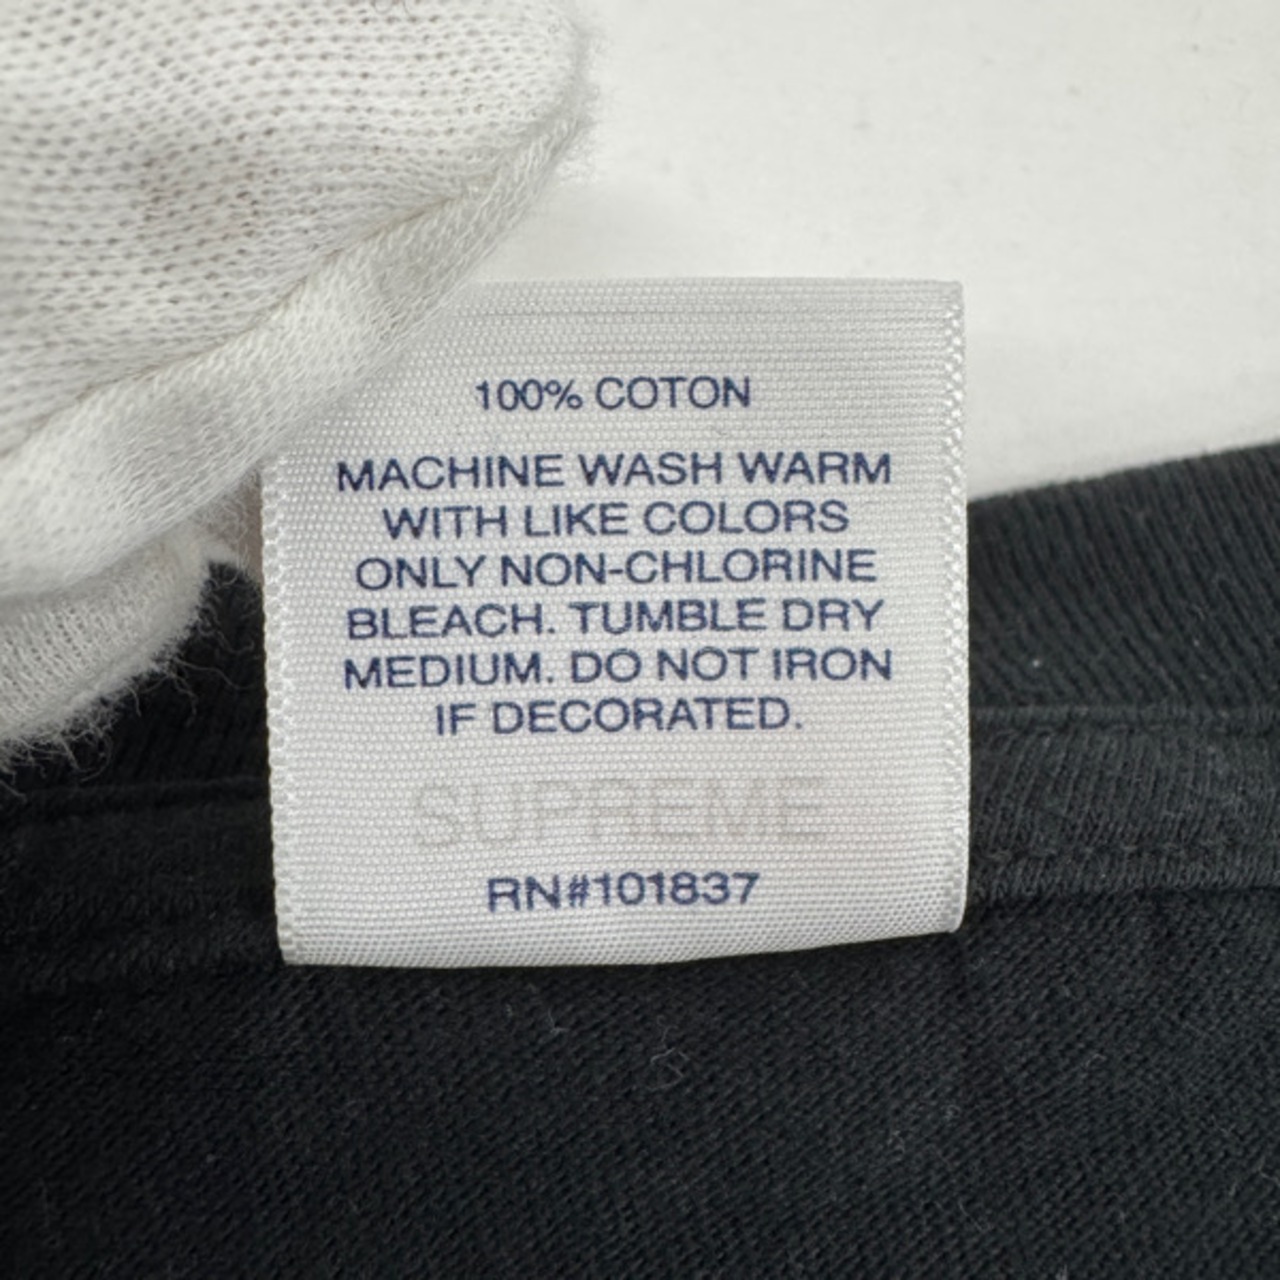 100% COTON
MACHINE WASH WARM
WITH LIKE COLORS
ONLY NON-CHLORINE
BLEACH. TUMBLE DRY
MEDIUM. DO NOT IRON
IF DECORATED.
SUPREME
RN#101837